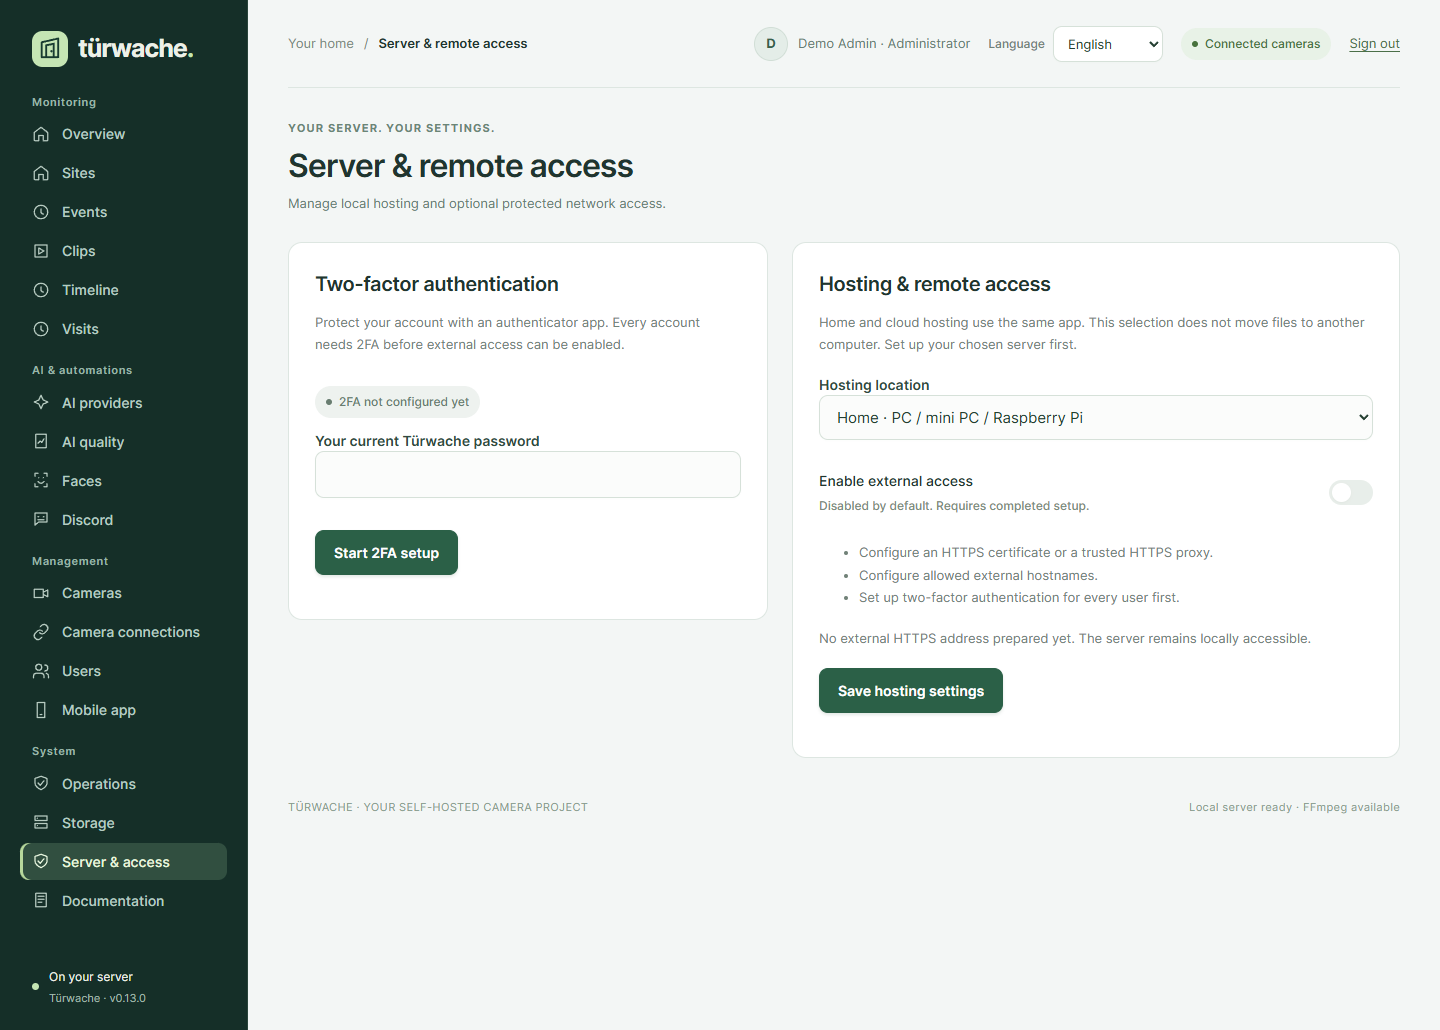 türwache.
Monitoring
Overview
Sites
Events
Clips
Timeline
Visits
AI & automations
AI providers
AI quality
Faces
Discord
Management
Cameras
Camera connections
Users
Mobile app
System
Operations
Storage
Server & access
Documentation
On your server
Türwache · v0.13.0
Your home / Server & remote access
D Demo Admin · Administrator Language English Connected cameras Sign out
YOUR SERVER. YOUR SETTINGS.
Server & remote access
Manage local hosting and optional protected network access.
Two-factor authentication
Protect your account with an authenticator app. Every account
needs 2FA before external access can be enabled.
2FA not configured yet
Your current Türwache password
Start 2FA setup
Hosting & remote access
Home and cloud hosting use the same app. This selection does not move files to another
computer. Set up your chosen server first.
Hosting location
Home · PC / mini PC / Raspberry Pi
Enable external access
Disabled by default. Requires completed setup.
• Configure an HTTPS certificate or a trusted HTTPS proxy.
• Configure allowed external hostnames.
• Set up two-factor authentication for every user first.
No external HTTPS address prepared yet. The server remains locally accessible.
Save hosting settings
TÜRWACHE · YOUR SELF-HOSTED CAMERA PROJECT
Local server ready · FFmpeg available